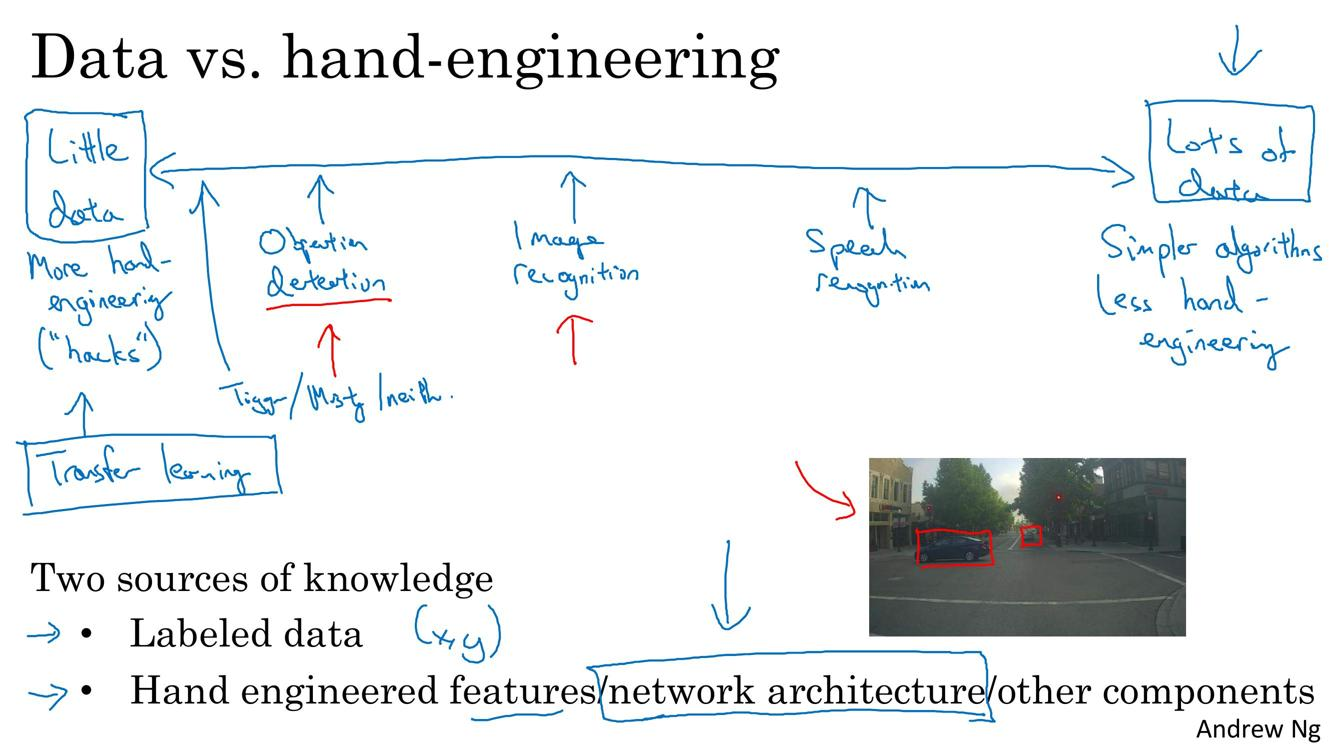 Data vs. hand-engineering
Little
data
Lots of
data
More hand-
engineering
("hacks")
Transfer learning
detection
Image
recognition
Speech
recognition
Simpler algorithms
Less hand-
engineering
Two sources of knowledge
• Labeled data (x,y)
• Hand engineered features/network architecture/other components
Andrew Ng